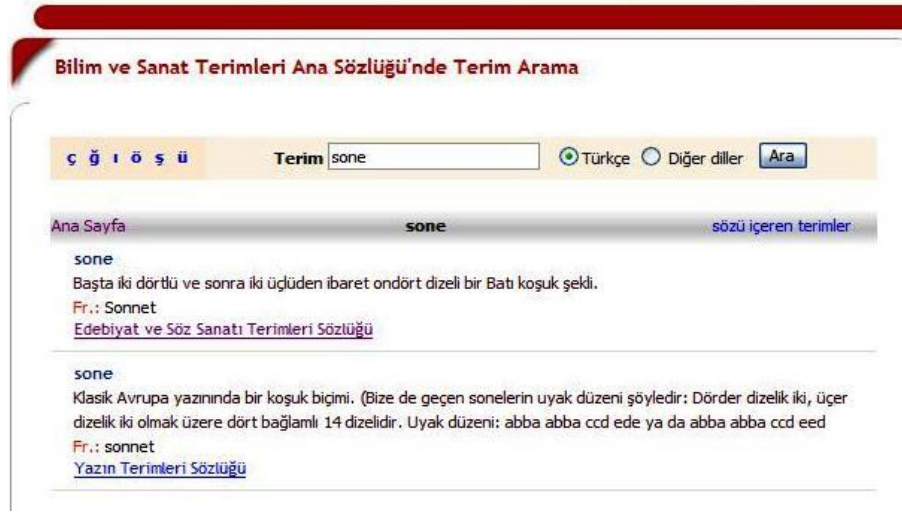 Bilim ve Sanat Terimleri Ana Sözlüğü'nde Terim Arama
ç ğ ı ö ş ü Terim sone Türkçe Diğer diller Ara
Ana Sayfa sone sözü içeren terimler
sone
Başta iki dörtlü ve sonra iki üçlüden ibaret ondört dizeli bir Batı koşuk şekli.
Fr.: Sonnet
Edebiyat ve Söz Sanatı Terimleri Sözlüğü
sone
Klasik Avrupa yazınında bir koşuk biçimi. (Bize de geçen sonelerin uyak düzeni şöyledir: Dörder dizelik iki, üçer
dizelik iki olmak üzere dört bağlamlı 14 dizelidir. Uyak düzeni: abba abba ccd ede ya da abba abba ccd eed
Fr.: sonnet
Yazın Terimleri Sözlüğü